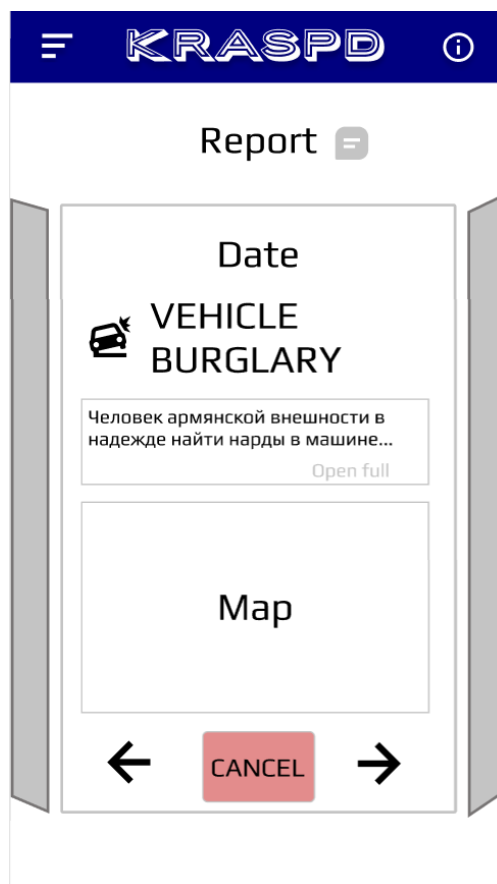 KRASPD
Report
Date
VEHICLE
BURGLARY
Человек армянской внешности в
надежде найти нарды в машине...
Open full
Map
CANCEL